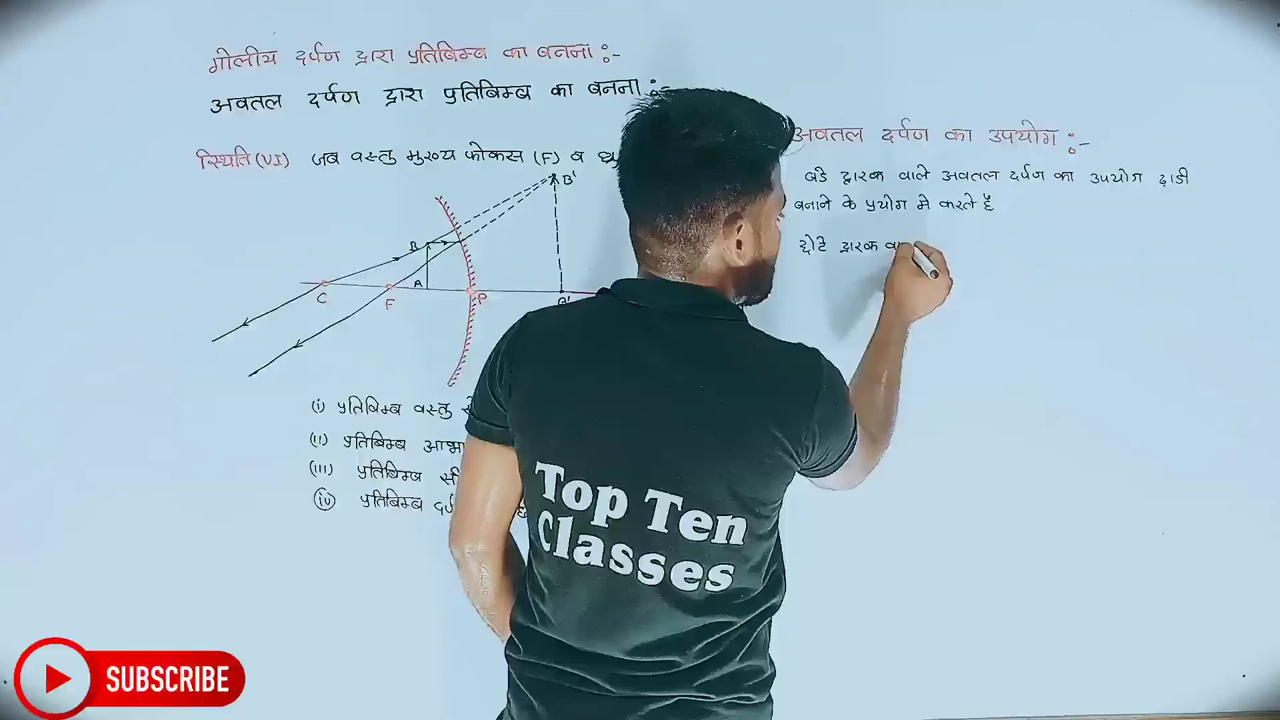 गोलीय दर्पण द्वारा प्रतिबिम्ब का बनना :-
अवतल दर्पण द्वारा प्रतिबिम्ब का बनना :-
स्थिति (VI) जब वस्तु मुख्य फोकस (F) व
B'
B
C
F
A
P
(i) प्रतिबिम्ब वस्तु
(ii) प्रतिबिम्ब
(iii) प्रतिबिम्ब
(iv) प्रतिबिम्ब
अवतल दर्पण का उपयोग :-
बडे द्वारक वाले अवतल दर्पण का उपयोग दाडी
बनाने के प्रयोग मे करते है
छोटे द्वारक
Top Ten
Classes
SUBSCRIBE